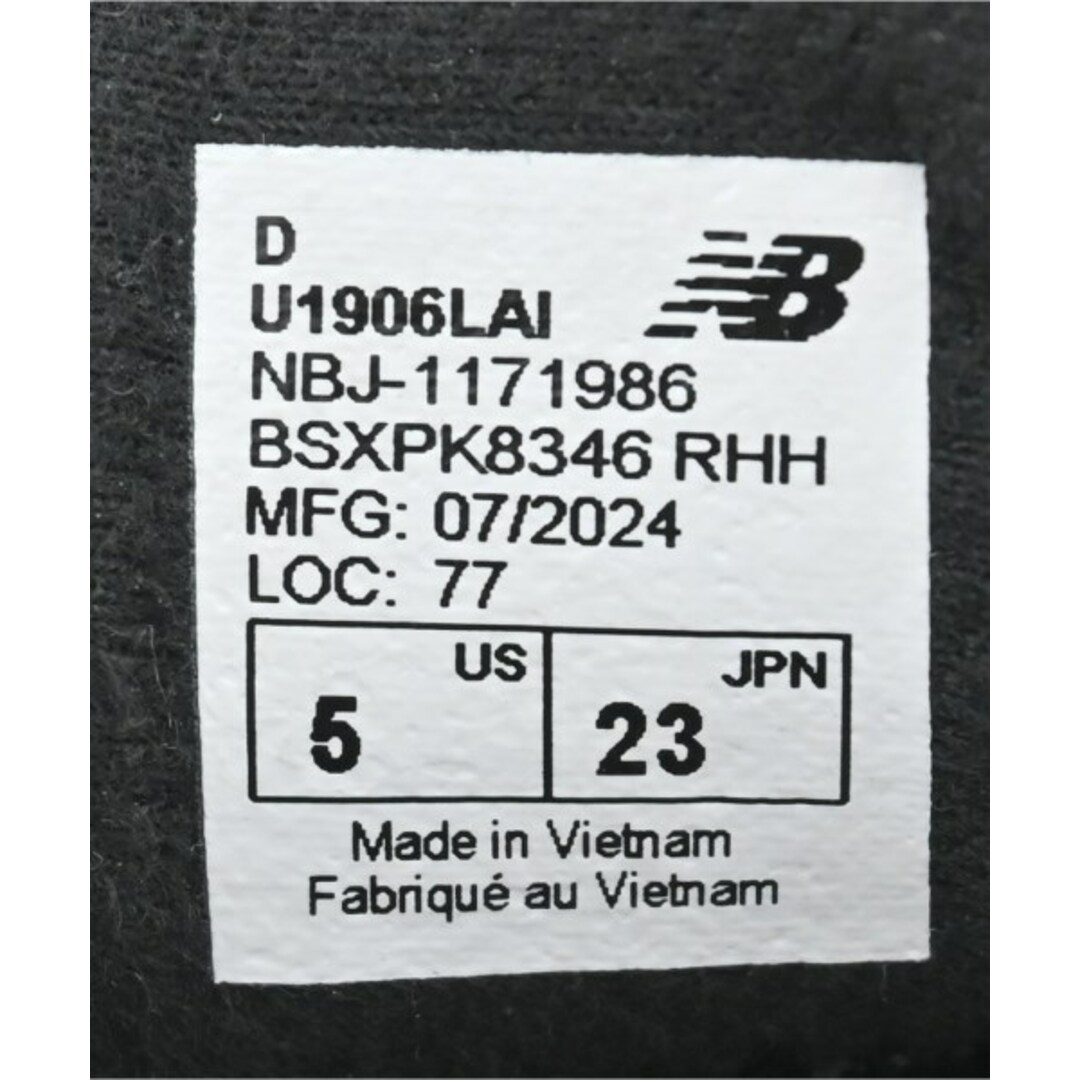 D
U1906LAI
NB
NBJ-1171986
BSXPK8346 RHH
MFG: 07/2024
LOC: 77
US JPN
5 23
Made in Vietnam
Fabriqué au Vietnam